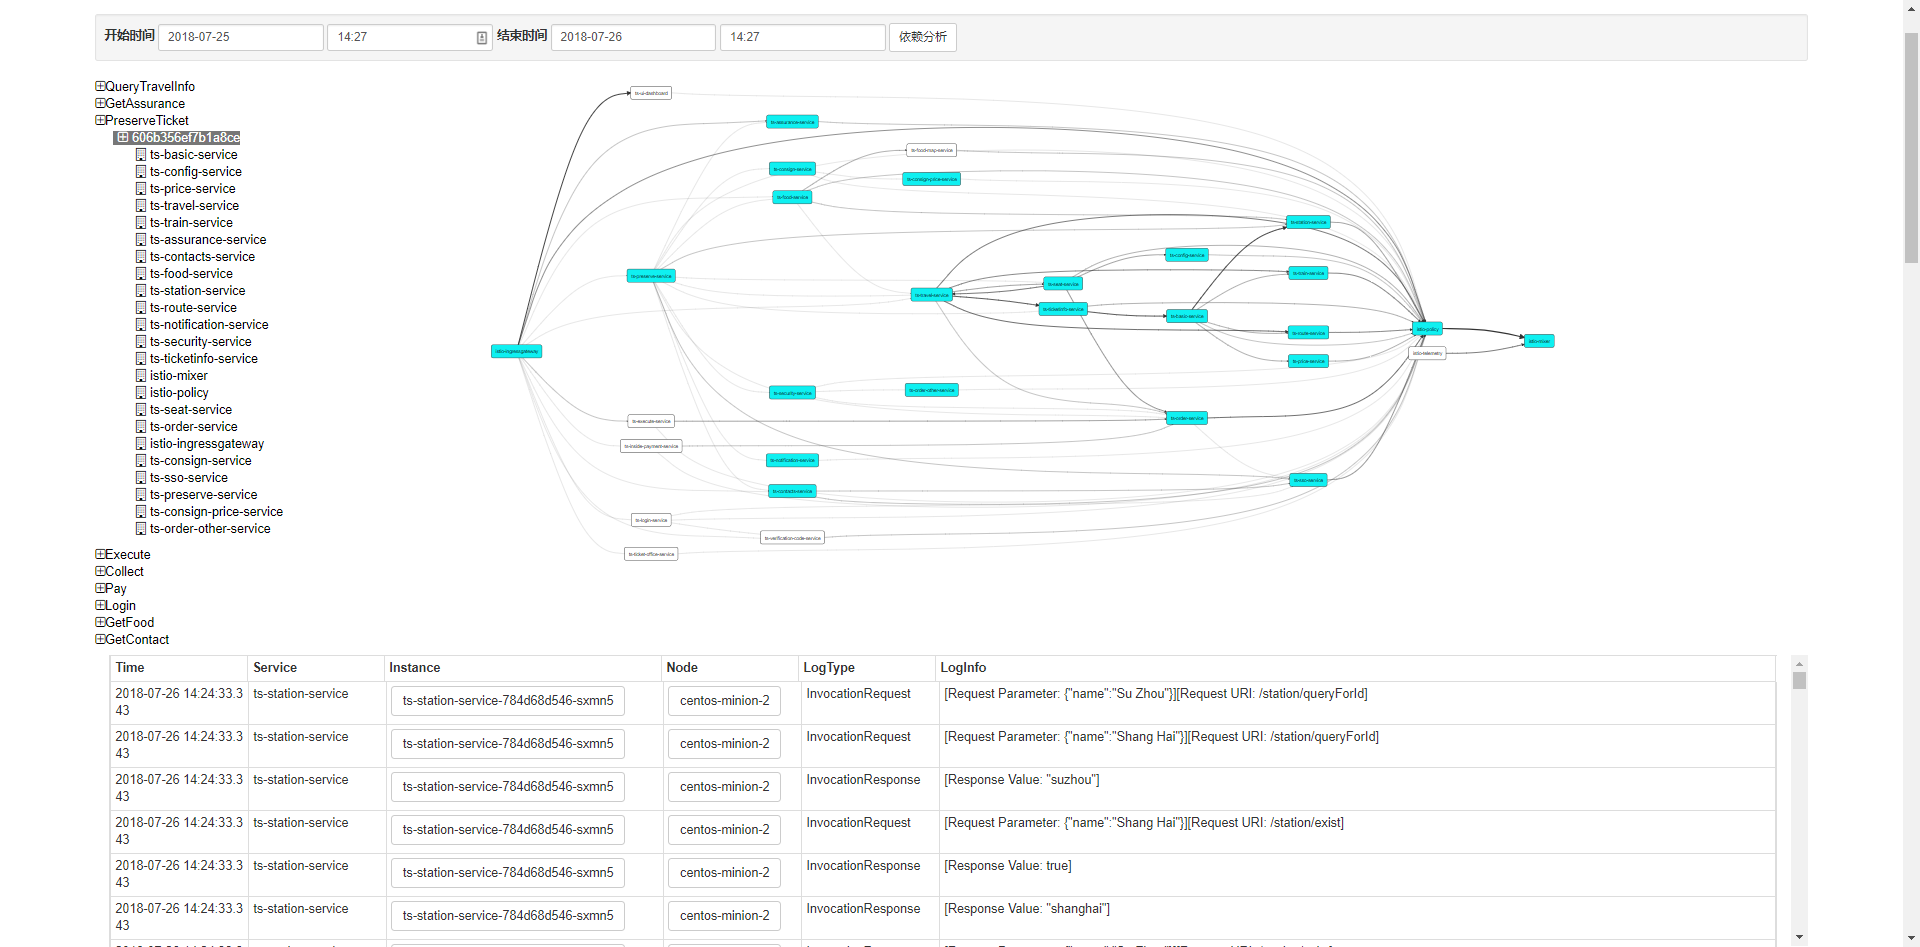 开始时间 2018-07-25 14:27 结束时间 2018-07-26 14:27 依赖分析
QueryTravelInfo
GetAssurance
PreserveTicket
606b356ef7b1a8ce
ts-basic-service
ts-config-service
ts-price-service
ts-travel-service
ts-train-service
ts-assurance-service
ts-contacts-service
ts-food-service
ts-station-service
ts-route-service
ts-notification-service
ts-security-service
ts-ticketinfo-service
istio-mixer
istio-policy
ts-seat-service
ts-order-service
istio-ingressgateway
ts-consign-service
ts-sso-service
ts-preserve-service
ts-consign-price-service
ts-order-other-service
Execute
Collect
Pay
Login
GetFood
GetContact
ts-ui-dashboard
ts-assurance-service
ts-food-map-service
ts-consign-service
ts-consign-price-service
ts-food-service
ts-station-service
ts-config-service
ts-preserve-service
ts-train-service
ts-seat-service
ts-travel-service
ts-ticketinfo-service
ts-basic-service
istio-policy
ts-route-service
istio-mixer
istio-ingressgateway
istio-telemetry
ts-price-service
ts-order-other-service
ts-security-service
ts-order-service
ts-execute-service
ts-inside-payment-service
ts-notification-service
ts-sso-service
ts-contacts-service
ts-login-service
ts-verification-code-service
ts-ticket-office-service
Time Service Instance Node LogType LogInfo
2018-07-26 14:24:33.3 ts-station-service ts-station-service-784d68d546-sxmn5 centos-minion-2 InvocationRequest [Request Parameter: {"name":"Su Zhou"}][Request URI: /station/queryForId]
43
2018-07-26 14:24:33.3 ts-station-service ts-station-service-784d68d546-sxmn5 centos-minion-2 InvocationRequest [Request Parameter: {"name":"Shang Hai"}][Request URI: /station/queryForId]
43
2018-07-26 14:24:33.3 ts-station-service ts-station-service-784d68d546-sxmn5 centos-minion-2 InvocationResponse [Response Value: "suzhou"]
43
2018-07-26 14:24:33.3 ts-station-service ts-station-service-784d68d546-sxmn5 centos-minion-2 InvocationRequest [Request Parameter: {"name":"Shang Hai"}][Request URI: /station/exist]
43
2018-07-26 14:24:33.3 ts-station-service ts-station-service-784d68d546-sxmn5 centos-minion-2 InvocationResponse [Response Value: true]
43
2018-07-26 14:24:33.3 ts-station-service ts-station-service-784d68d546-sxmn5 centos-minion-2 InvocationResponse [Response Value: "shanghai"]
43